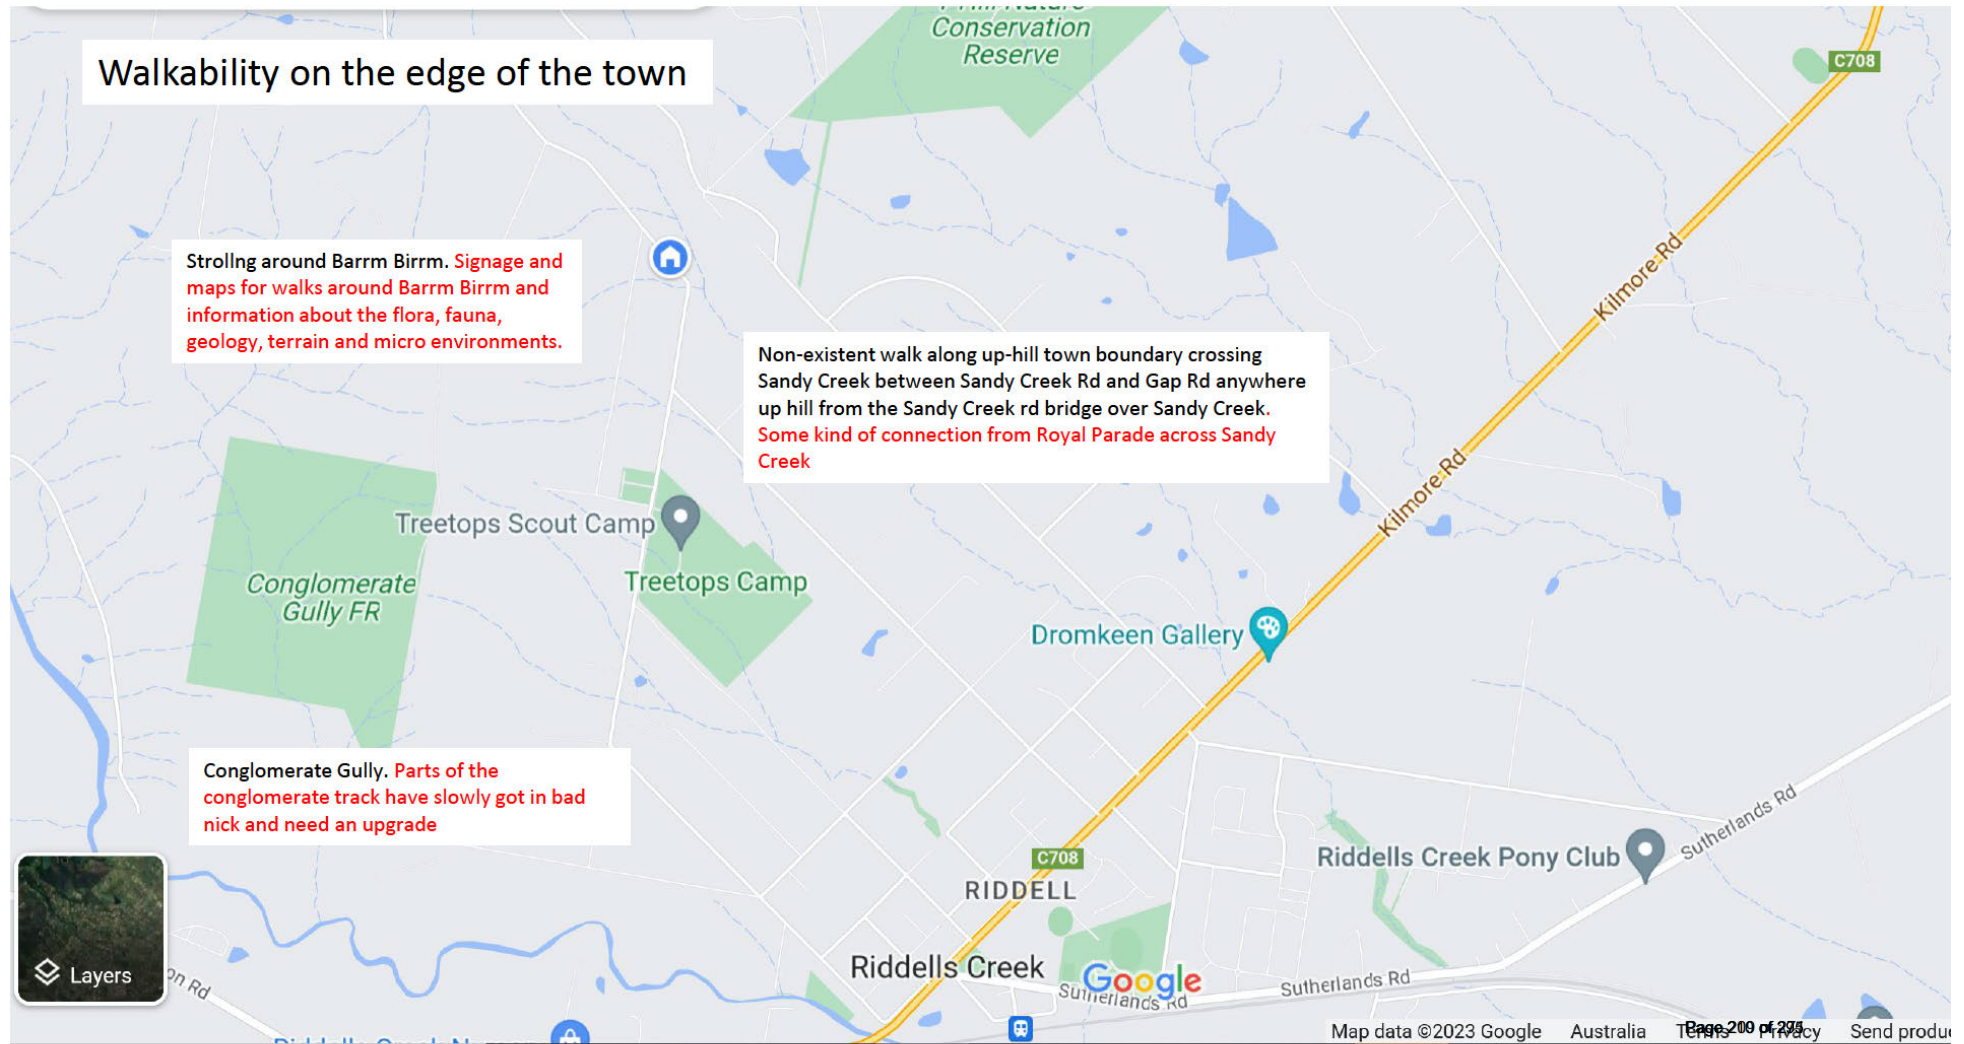 Hill Nature
Conservation
Reserve
C708
Walkability on the edge of the town
Kilmore Rd
Strollng around Barrm Birrm. Signage and
maps for walks around Barrm Birrm and
information about the flora, fauna,
geology, terrain and micro environments.
Non-existent walk along up-hill town boundary crossing
Sandy Creek between Sandy Creek Rd and Gap Rd anywhere
up hill from the Sandy Creek rd bridge over Sandy Creek.
Some kind of connection from Royal Parade across Sandy
Creek
Kilmore Rd
Treetops Scout Camp
Treetops Camp
Conglomerate
Gully FR
Dromkeen Gallery
Conglomerate Gully. Parts of the
conglomerate track have slowly got in bad
nick and need an upgrade
Sutherlands Rd
Riddells Creek Pony Club
C708
RIDDELL
Riddells Creek
Google
Sutherlands Rd
Sutherlands Rd
Layers
on Rd
Map data ©2023 Google Australia Terms Privacy Send produ